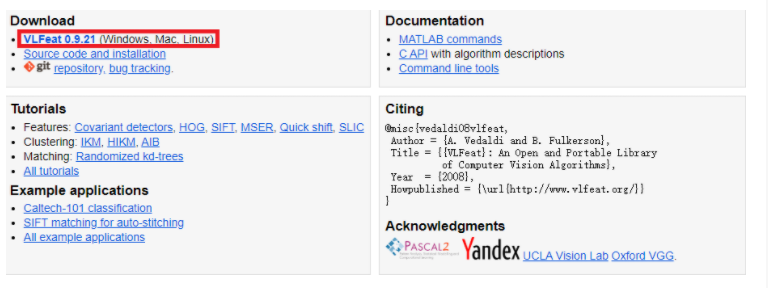 Download
VLFeat 0.9.21 (Windows, Mac, Linux)
Source code and installation
git repository, bug tracking.
Documentation
MATLAB commands
C API with algorithm descriptions
Command line tools
Tutorials
Features: Covariant detectors, HOG, SIFT, MSER, Quick shift, SLIC
Clustering: IKM, HIKM, AIB
Matching: Randomized kd-trees
All tutorials
Example applications
Caltech-101 classification
SIFT matching for auto-stitching
All example applications
Citing
@misc{vedaldi08vlfeat,
Author = {A. Vedaldi and B. Fulkerson},
Title = {{VLFeat}: An Open and Portable Library
of Computer Vision Algorithms},
Year = {2008},
Howpublished = {\url{http://www.vlfeat.org/}}
}
Acknowledgments
PASCAL2 Yandex UCLA Vision Lab Oxford VGG.